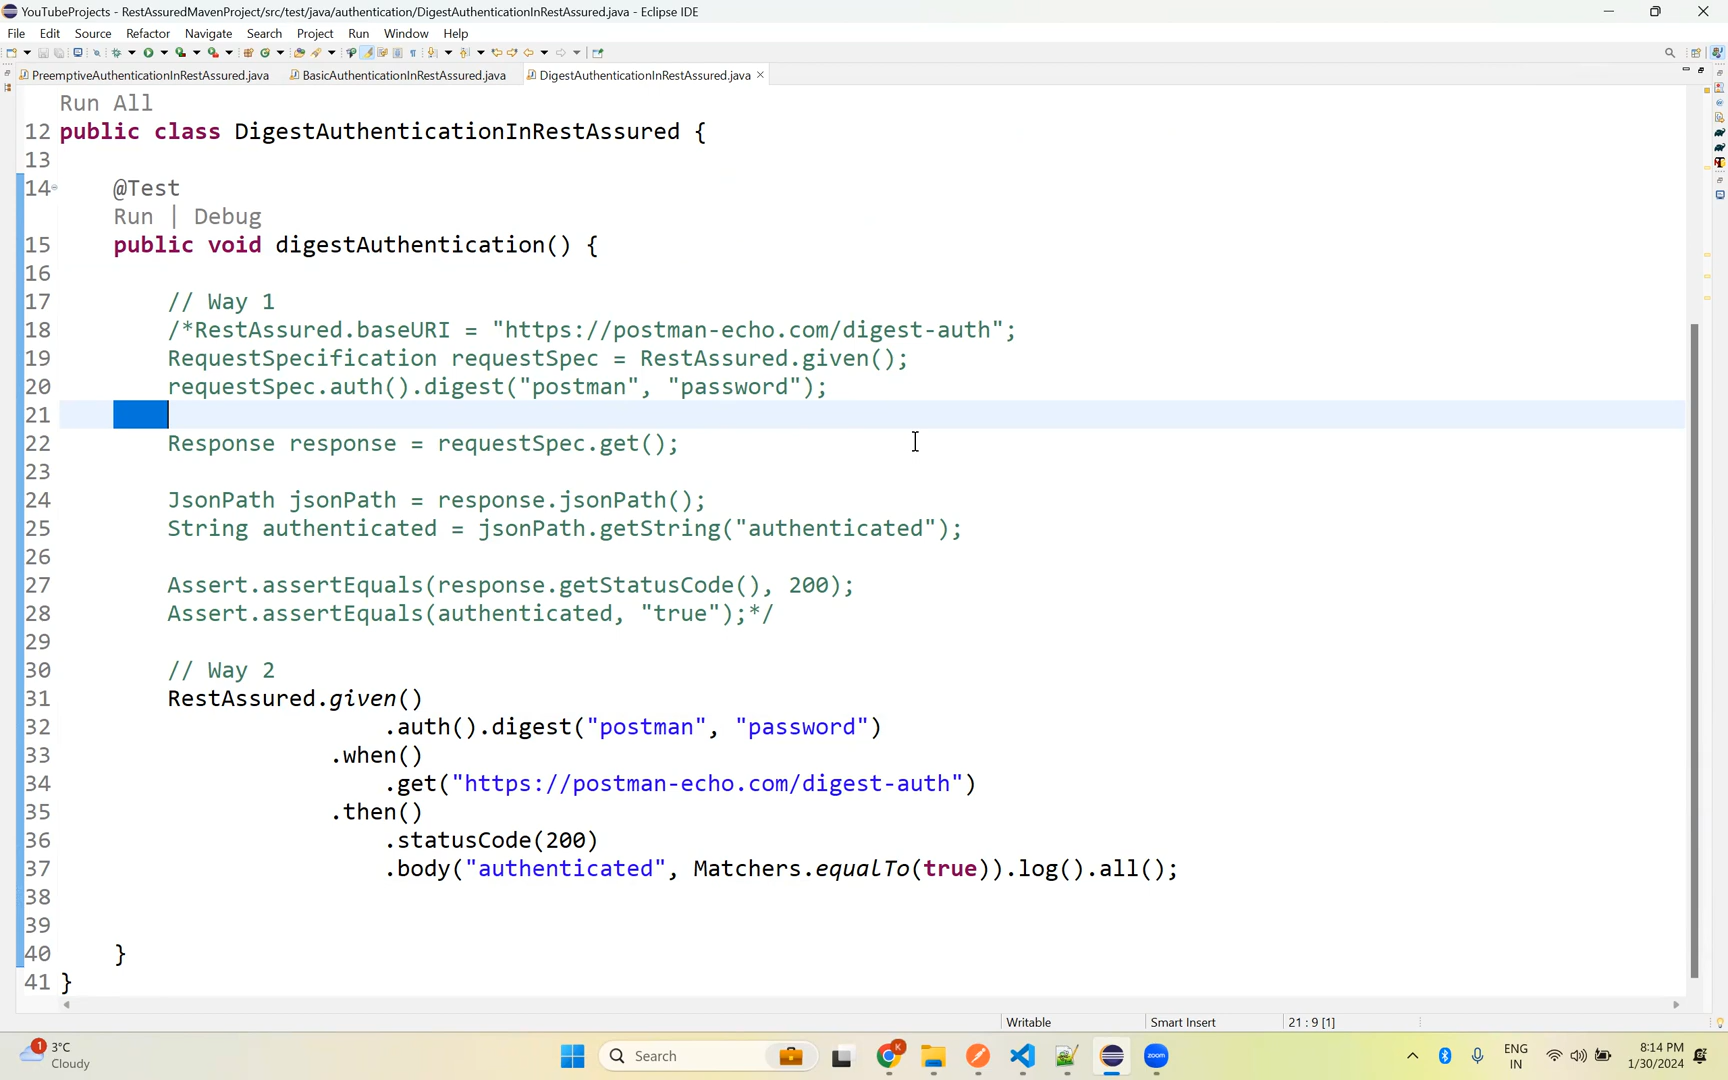 YouTubeProjects - RestAssuredMavenProject/src/test/java/authentication/DigestAuthenticationInRestAssured.java - Eclipse IDE
File Edit Source Refactor Navigate Search Project Run Window Help
PreemptiveAuthenticationInRestAssured.java BasicAuthenticationInRestAssured.java DigestAuthenticationInRestAssured.java
Run All
12 public class DigestAuthenticationInRestAssured {
13
14 @Test
Run | Debug
15 public void digestAuthentication() {
16
17 // Way 1
18 /*RestAssured.baseURI = "https://postman-echo.com/digest-auth";
19 RequestSpecification requestSpec = RestAssured.given();
20 requestSpec.auth().digest("postman", "password");
21
22 Response response = requestSpec.get();
23
24 JsonPath jsonPath = response.jsonPath();
25 String authenticated = jsonPath.getString("authenticated");
26
27 Assert.assertEquals(response.getStatusCode(), 200);
28 Assert.assertEquals(authenticated, "true");*/
29
30 // Way 2
31 RestAssured.given()
32 .auth().digest("postman", "password")
33 .when()
34 .get("https://postman-echo.com/digest-auth")
35 .then()
36 .statusCode(200)
37 .body("authenticated", Matchers.equalTo(true)).log().all();
38
39
40 }
41 }
Writable Smart Insert 21 : 9 [1]
1 3°C
Cloudy
Search
K
zoom
ENG
IN
8:14 PM
1/30/2024